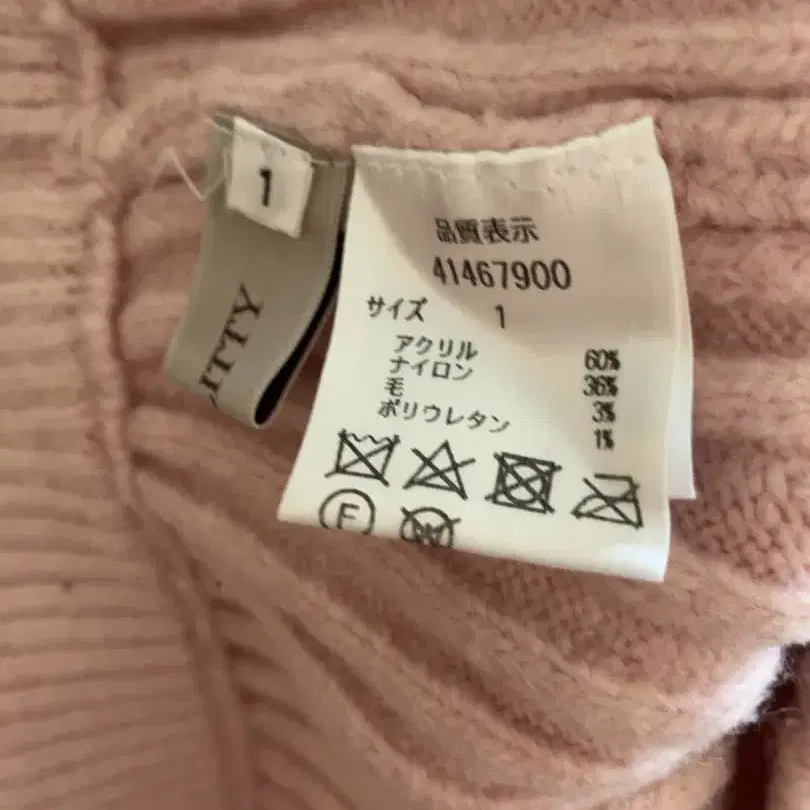 1
ITTY
品質表示
41467900
サイズ 1
アクリル 60%
ナイロン 36%
毛 3%
ポリウレタン 1%
F
W